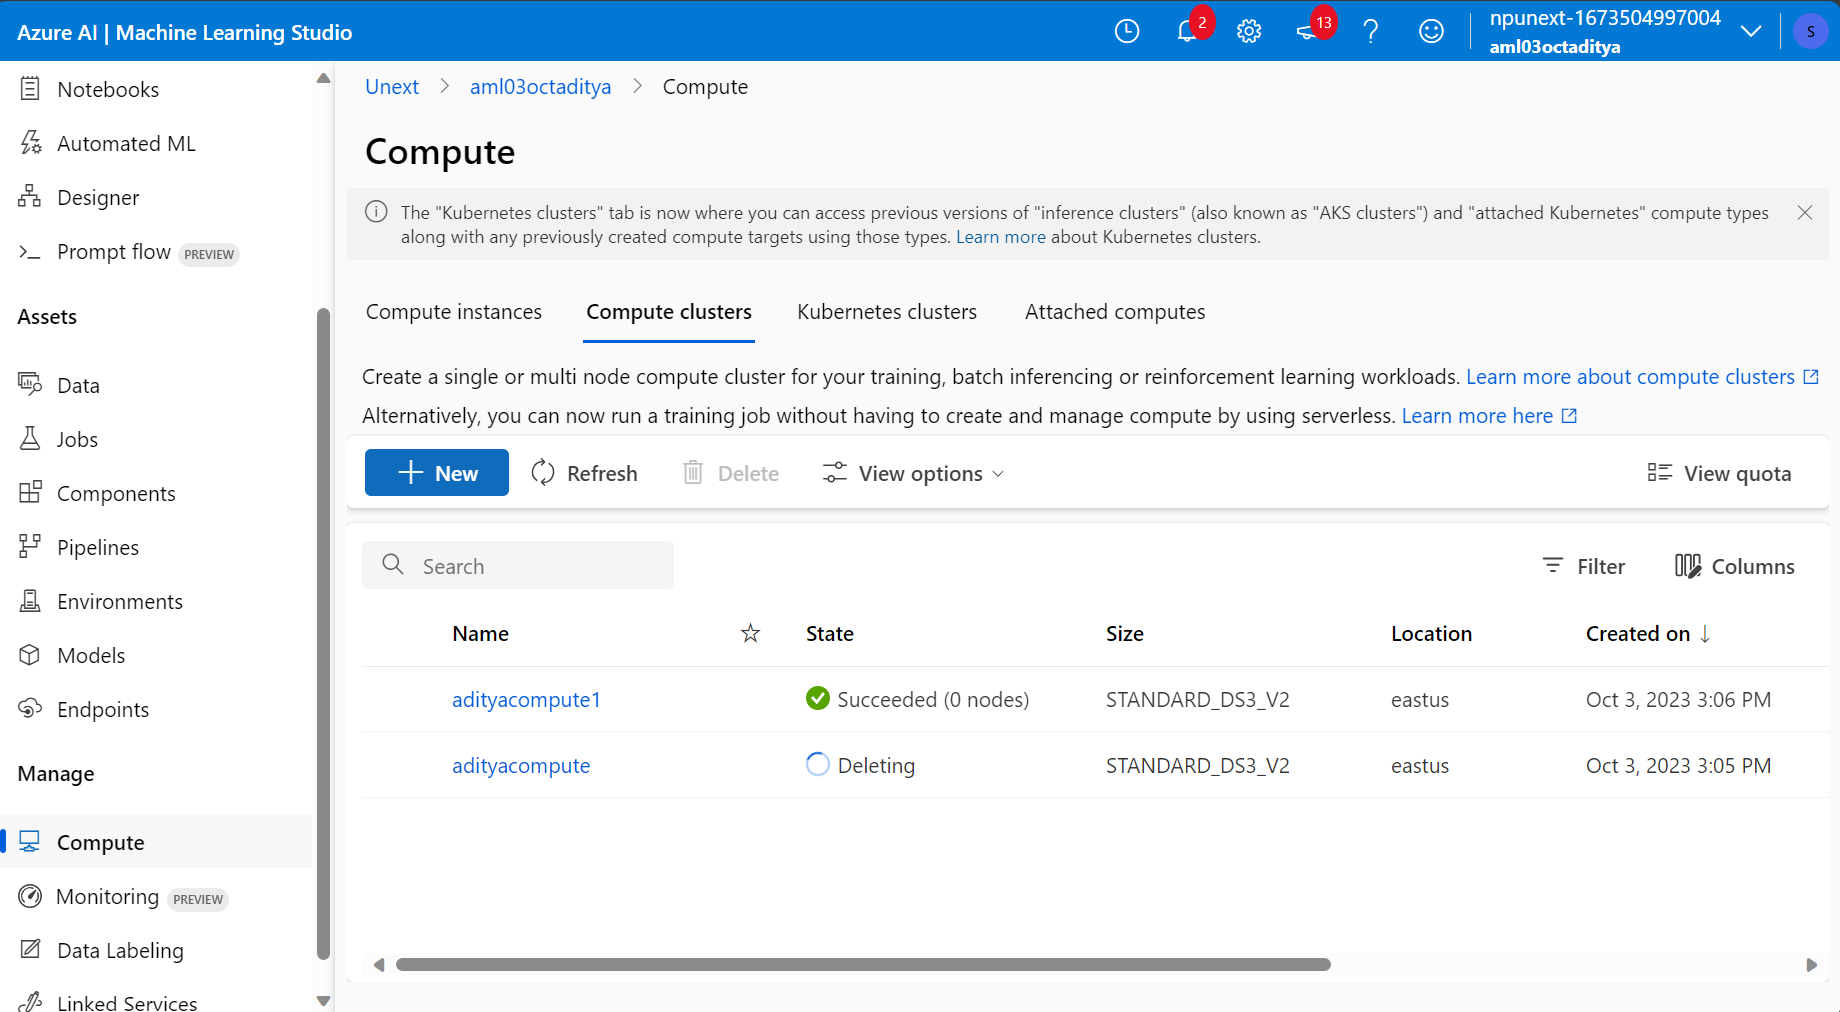 Azure AI | Machine Learning Studio
2
13
npunext-1673504997004
aml03octaditya
S
Notebooks
Automated ML
Designer
Prompt flow PREVIEW
Assets
Data
Jobs
Components
Pipelines
Environments
Models
Endpoints
Manage
Compute
Monitoring PREVIEW
Data Labeling
Linked Services
Unext > aml03octaditya > Compute
Compute
The "Kubernetes clusters" tab is now where you can access previous versions of "inference clusters" (also known as "AKS clusters") and "attached Kubernetes" compute types
along with any previously created compute targets using those types. Learn more about Kubernetes clusters.
Compute instances Compute clusters Kubernetes clusters Attached computes
Create a single or multi node compute cluster for your training, batch inferencing or reinforcement learning workloads. Learn more about compute clusters
Alternatively, you can now run a training job without having to create and manage compute by using serverless. Learn more here
New Refresh Delete View options View quota
Search Filter Columns
Name State Size Location Created on ↓
adityacompute1 Succeeded (0 nodes) STANDARD_DS3_V2 eastus Oct 3, 2023 3:06 PM
adityacompute Deleting STANDARD_DS3_V2 eastus Oct 3, 2023 3:05 PM